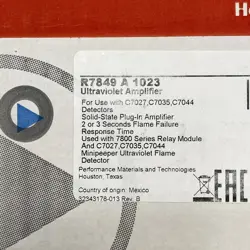 Ho
R7849 A 1023
Ultraviolet Amplifier
For Use with C7027,C7035,C7044
Detectors
Solid-State Plug-In Amplifier
2 or 3 Seconds Flame Failure
Response Time
Used with 7800 Series Relay Module
And C7027,C7035,C7044
Minipeeper Ultraviolet Flame
Detector
Performance Materials and Technologies
Houston, Texas
Country of origin: Mexico
32343178-013 Rev. B
EAC